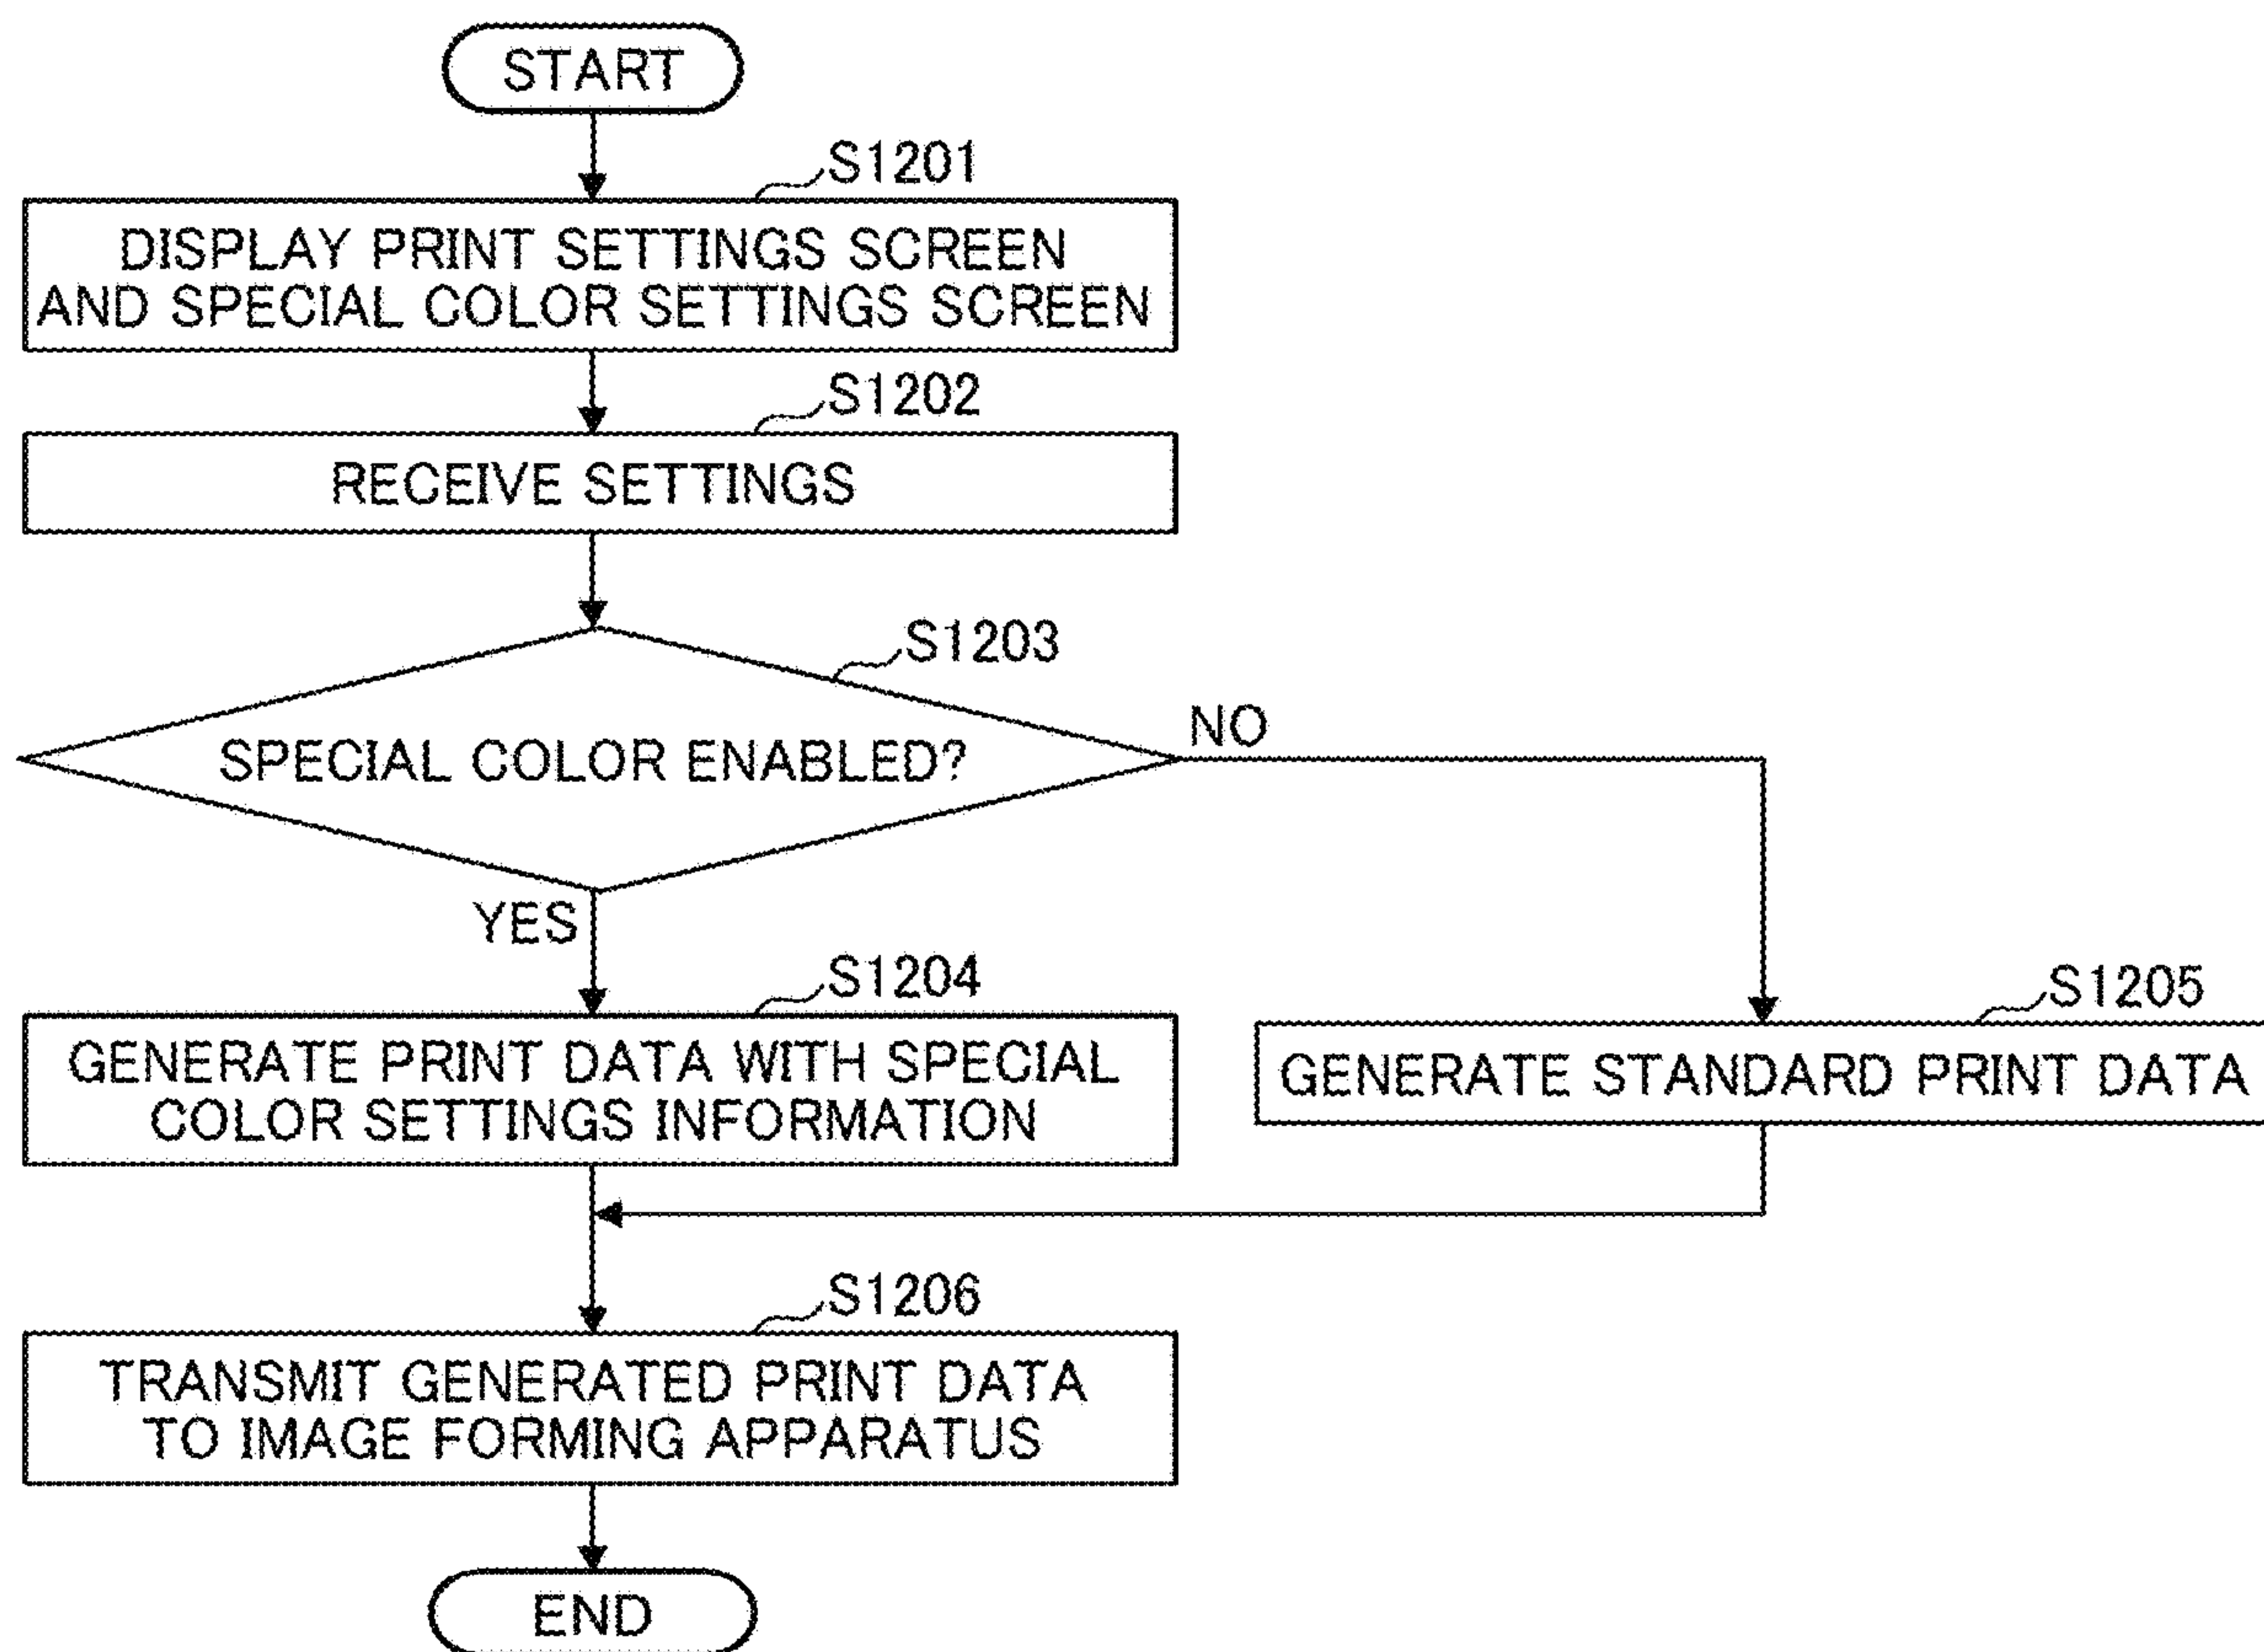 START
S1201
DISPLAY PRINT SETTINGS SCREEN
AND SPECIAL COLOR SETTINGS SCREEN
S1202
RECEIVE SETTINGS
S1203
SPECIAL COLOR ENABLED?
NO
YES
S1204
GENERATE PRINT DATA WITH SPECIAL
COLOR SETTINGS INFORMATION
S1205
GENERATE STANDARD PRINT DATA
S1206
TRANSMIT GENERATED PRINT DATA
TO IMAGE FORMING APPARATUS
END